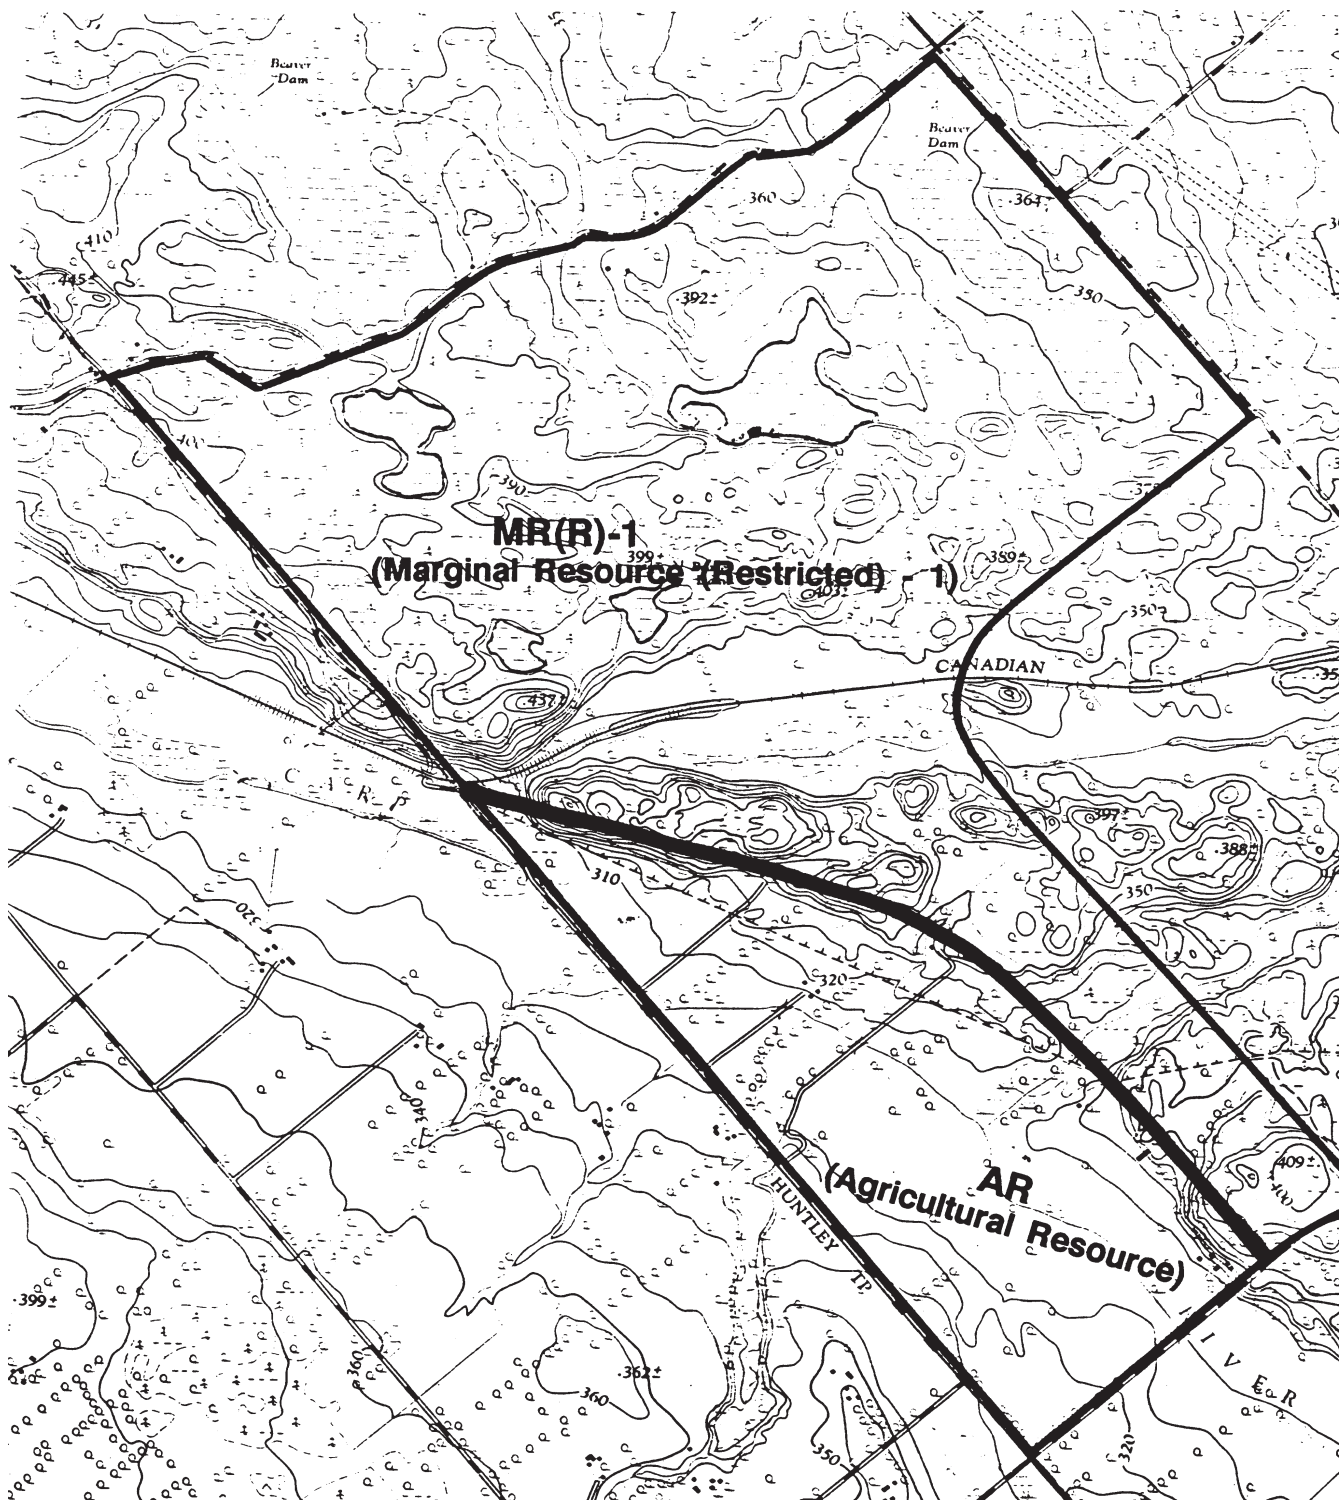 Beaver
Dam
Beaver
Dam
360
.364±
410
445±
350
.392±
400
390
MR(R)-1
399±
.389±
(Marginal Resource (Restricted) - 1)
.403±
350
CANADIAN
.437±
C A R P
397±
.388±
310
350
320
320
340
409±
400
AR
(Agricultural Resource)
HUNTLEY TP.
.399±
I V E R
360
.362±
360
350
320